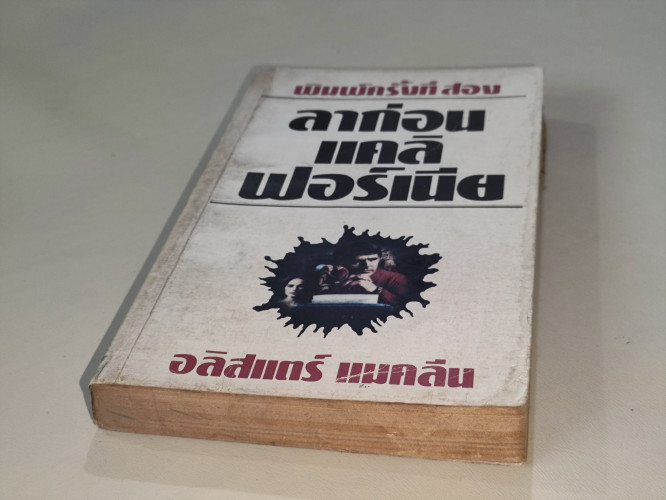 พิมพ์ครั้งที่สอง
ลาก่อน
แคลิ
ฟอร์เนีย
อลิสแตร์ แมคลีน